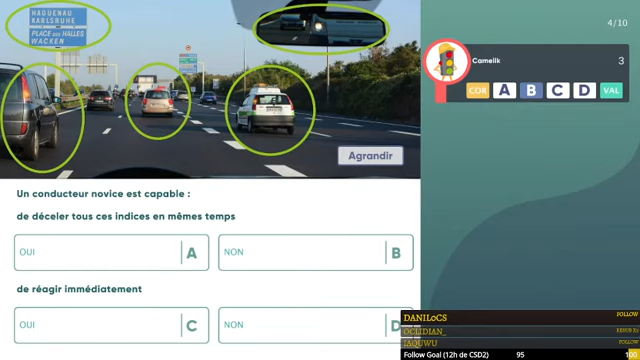 HAGUENAU
KARLSRUHE
PLACE DES HALLES
WACKEN
Agrandir
Un conducteur novice est capable :
de déceler tous ces indices en mêmes temps
OUI
A
NON
B
de réagir immédiatement
OUI
C
NON
D
4/10
Camelik
3
COR
A
B
C
D
VAL
DANILOCS
FOLLOW
OCLIDIAN_
IAQUWU
FOLLOW
Follow Goal (12h de CSD2)
95
100